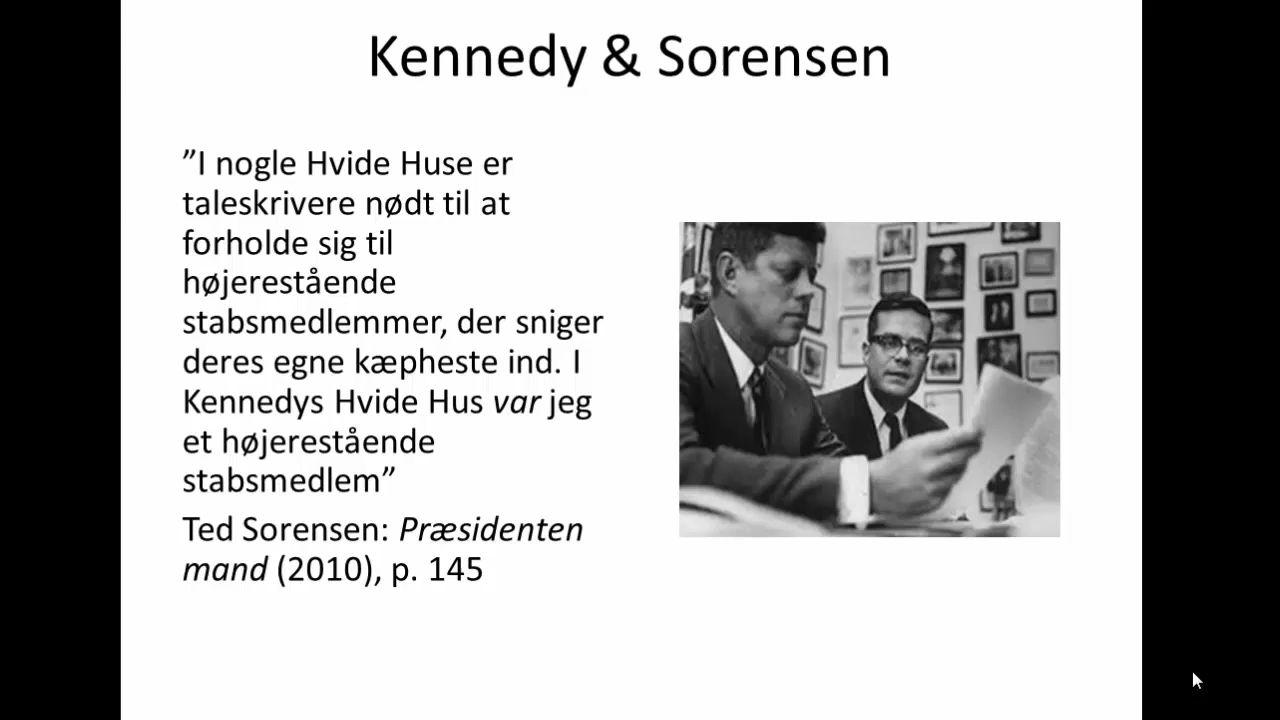 Kennedy & Sorensen
”I nogle Hvide Huse er
taleskrivere nødt til at
forholde sig til
højerestående
stabsmedlemmer, der sniger
deres egne kæpheste ind. I
Kennedys Hvide Hus var jeg
et højerestående
stabsmedlem”
Ted Sorensen: Præsidenten
mand (2010), p. 145